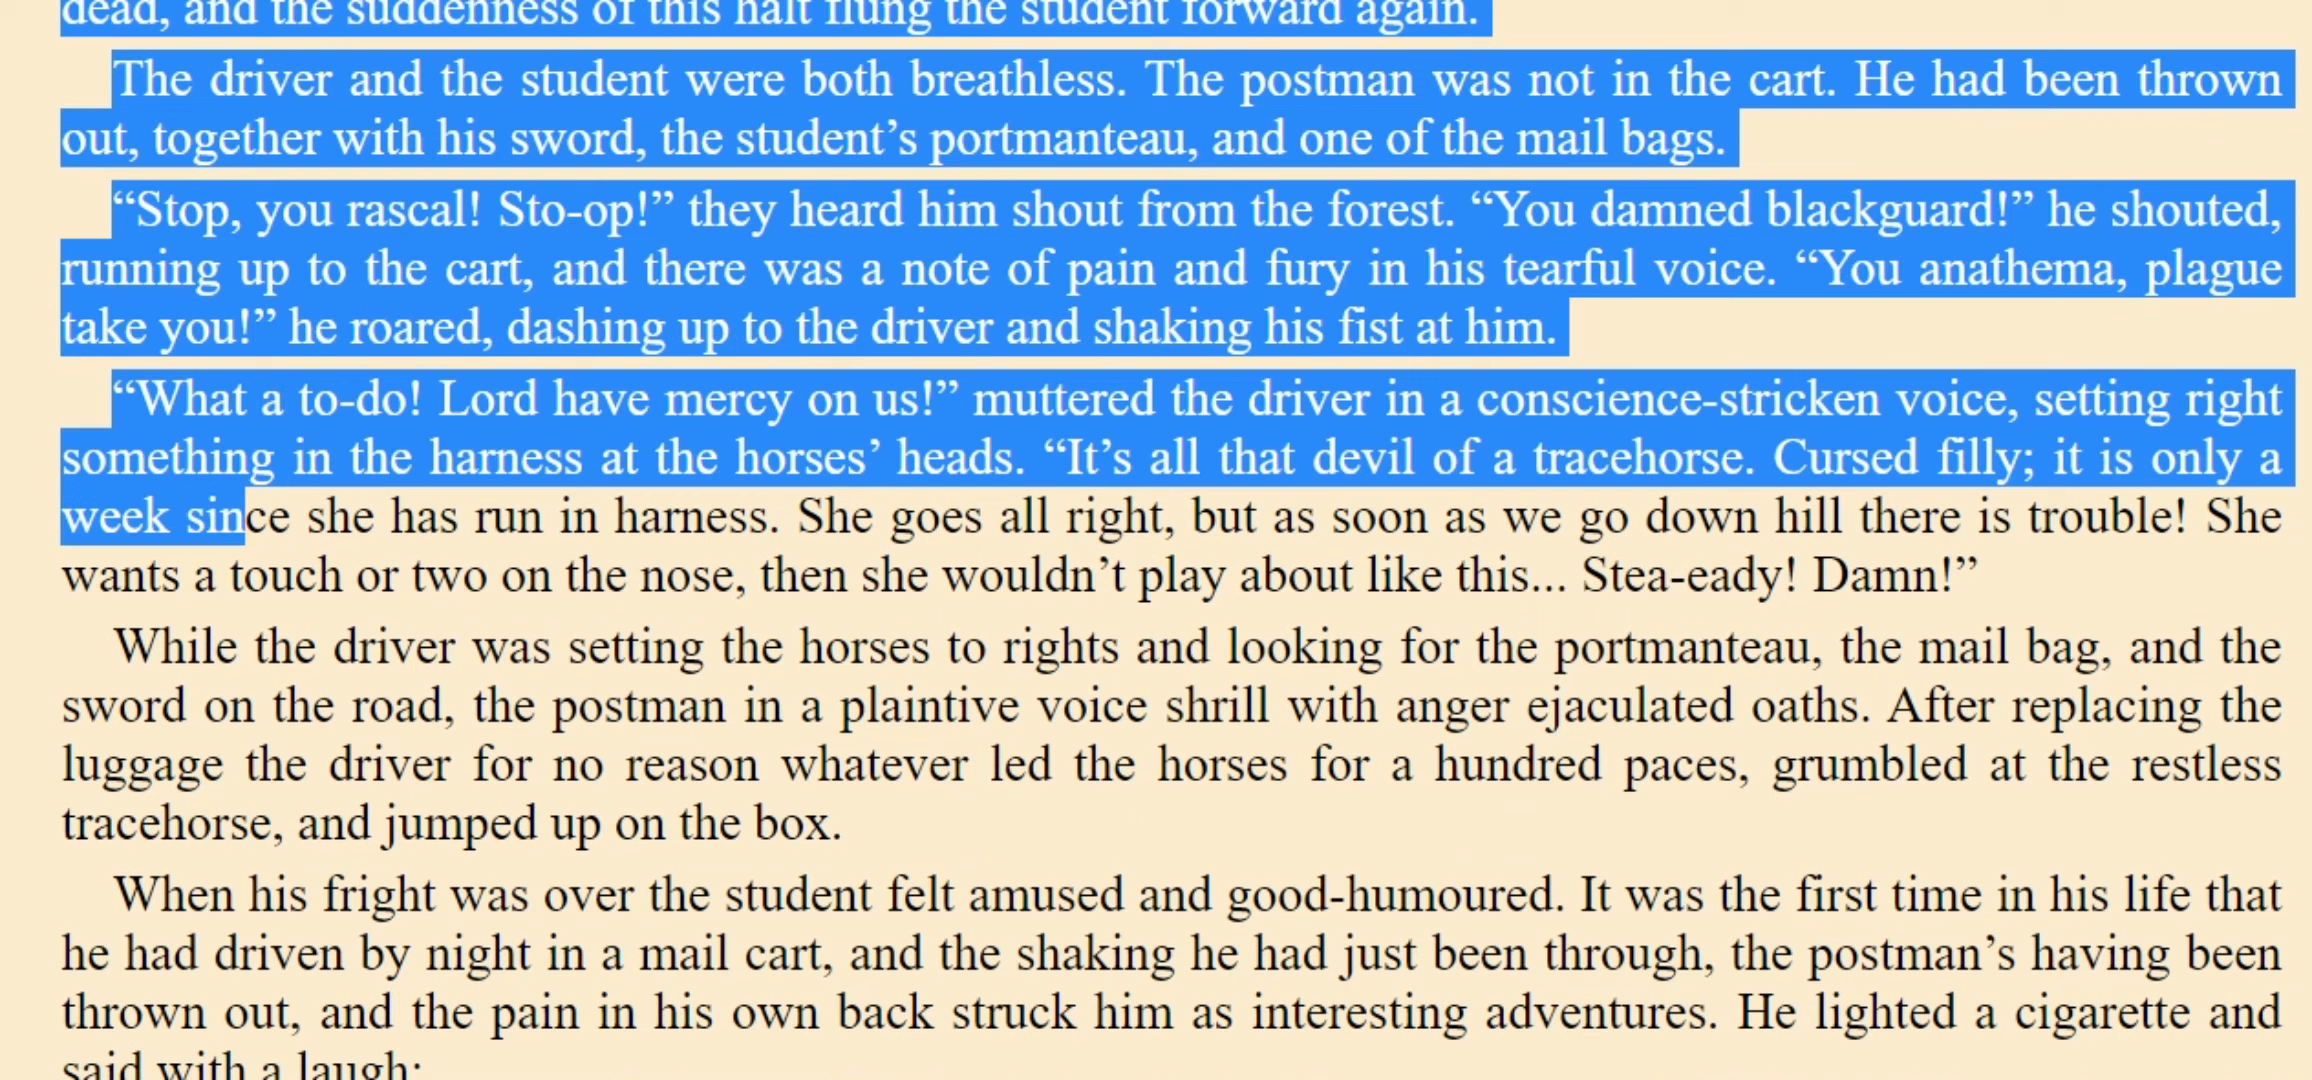 dead, and the suddenness of this halt flung the student forward again.
The driver and the student were both breathless. The postman was not in the cart. He had been thrown
out, together with his sword, the student’s portmanteau, and one of the mail bags.
“Stop, you rascal! Sto-op!” they heard him shout from the forest. “You damned blackguard!” he shouted,
running up to the cart, and there was a note of pain and fury in his tearful voice. “You anathema, plague
take you!” he roared, dashing up to the driver and shaking his fist at him.
“What a to-do! Lord have mercy on us!” muttered the driver in a conscience-stricken voice, setting right
something in the harness at the horses’ heads. “It’s all that devil of a tracehorse. Cursed filly; it is only a
week since she has run in harness. She goes all right, but as soon as we go down hill there is trouble! She
wants a touch or two on the nose, then she wouldn’t play about like this... Stea-eady! Damn!”
While the driver was setting the horses to rights and looking for the portmanteau, the mail bag, and the
sword on the road, the postman in a plaintive voice shrill with anger ejaculated oaths. After replacing the
luggage the driver for no reason whatever led the horses for a hundred paces, grumbled at the restless
tracehorse, and jumped up on the box.
When his fright was over the student felt amused and good-humoured. It was the first time in his life that
he had driven by night in a mail cart, and the shaking he had just been through, the postman’s having been
thrown out, and the pain in his own back struck him as interesting adventures. He lighted a cigarette and
said with a laugh: